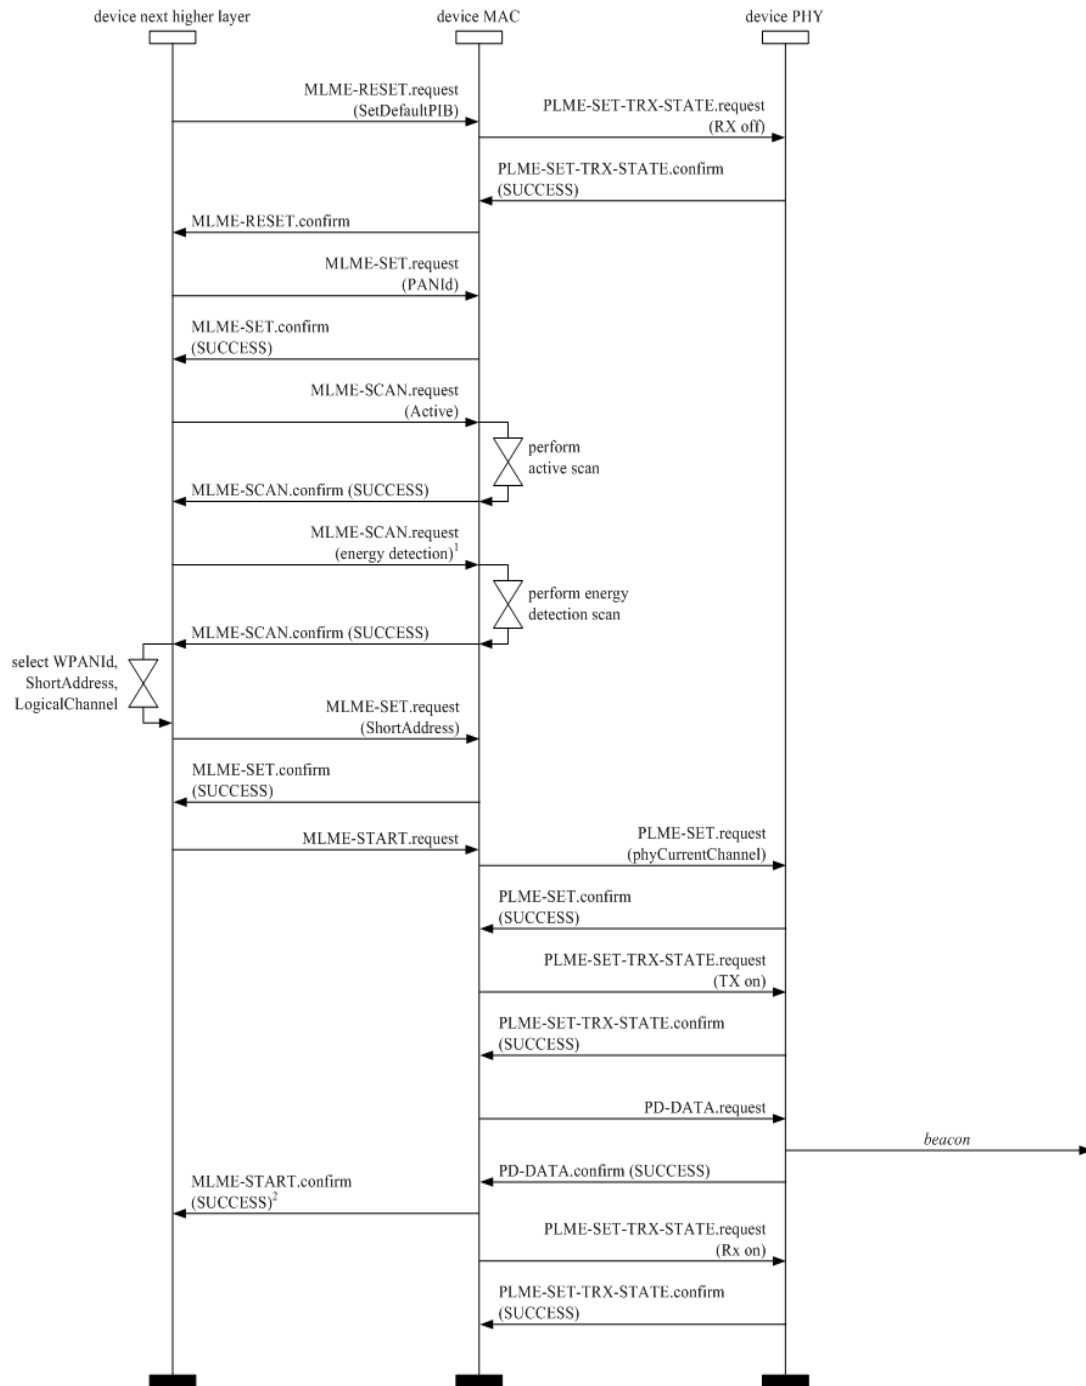 device next higher layer
device MAC
device PHY
MLME-RESET.request
(SetDefaultPIB)
PLME-SET-TRX-STATE.request
(RX off)
PLME-SET-TRX-STATE.confirm
(SUCCESS)
MLME-RESET.confirm
MLME-SET.request
(PANId)
MLME-SET.confirm
(SUCCESS)
MLME-SCAN.request
(Active)
perform
active scan
MLME-SCAN.confirm (SUCCESS)
MLME-SCAN.request
(energy detection)¹
perform energy
detection scan
MLME-SCAN.confirm (SUCCESS)
select WPANId,
ShortAddress,
LogicalChannel
MLME-SET.request
(ShortAddress)
MLME-SET.confirm
(SUCCESS)
MLME-START.request
PLME-SET.request
(phyCurrentChannel)
PLME-SET.confirm
(SUCCESS)
PLME-SET-TRX-STATE.request
(TX on)
PLME-SET-TRX-STATE.confirm
(SUCCESS)
PD-DATA.request
beacon
PD-DATA.confirm (SUCCESS)
MLME-START.confirm
(SUCCESS)²
PLME-SET-TRX-STATE.request
(Rx on)
PLME-SET-TRX-STATE.confirm
(SUCCESS)